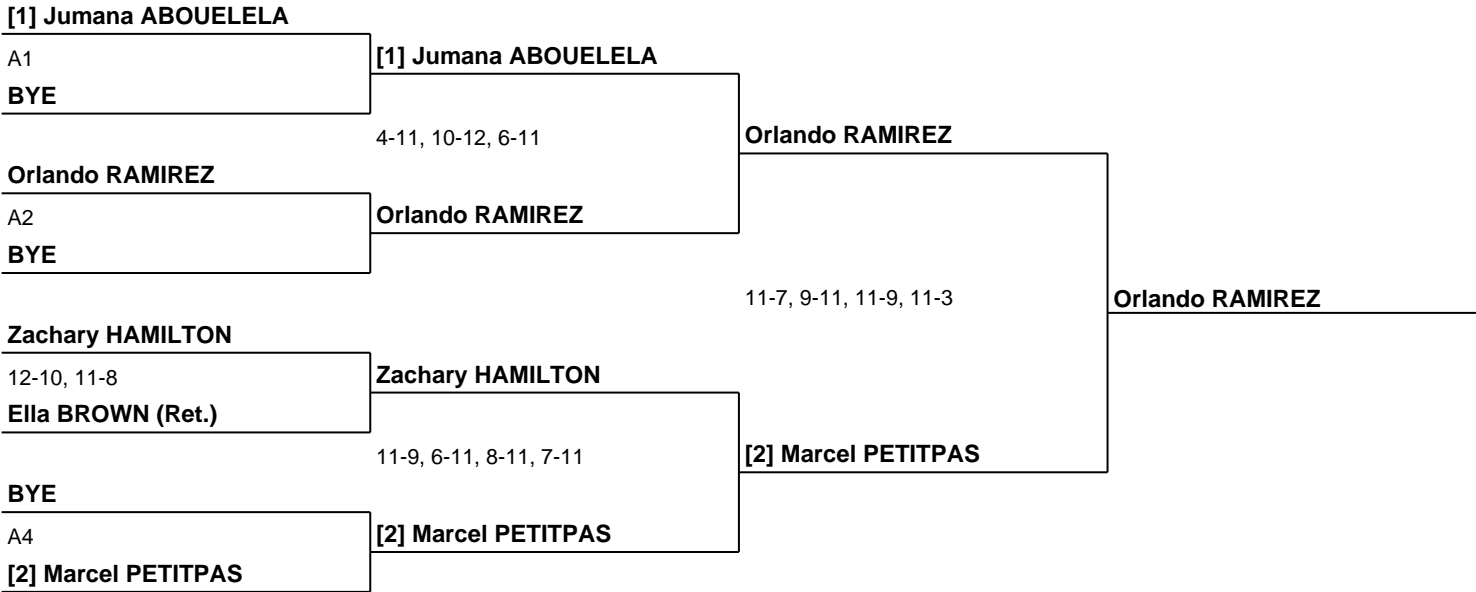 [1] Jumana ABOUELELA
A1
[1] Jumana ABOUELELA
BYE
4-11, 10-12, 6-11
Orlando RAMIREZ
Orlando RAMIREZ
A2
Orlando RAMIREZ
BYE
11-7, 9-11, 11-9, 11-3
Orlando RAMIREZ
Zachary HAMILTON
12-10, 11-8
Zachary HAMILTON
Ella BROWN (Ret.)
11-9, 6-11, 8-11, 7-11
[2] Marcel PETITPAS
BYE
A4
[2] Marcel PETITPAS
[2] Marcel PETITPAS